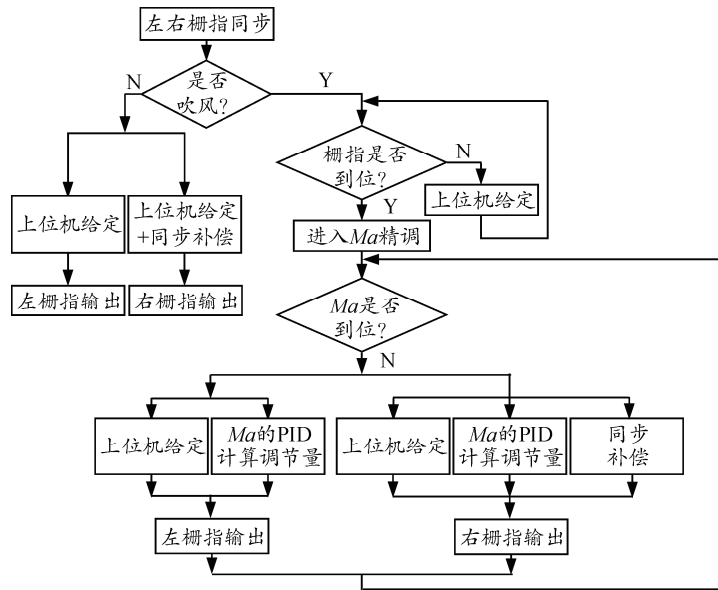 左右栅指同步
是否
吹风?
N
Y
栅指是否
到位?
N
Y
上位机给定
上位机给定
上位机给定
+同步补偿
进入Ma精调
左栅指输出
右栅指输出
Ma是否
到位?
N
上位机给定
Ma的PID
计算调节量
上位机给定
Ma的PID
计算调节量
同步
补偿
左栅指输出
右栅指输出